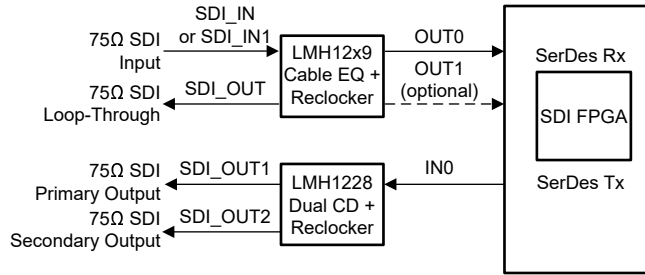 75Ω SDI
Input
SDI_IN
or SDI_IN1
75Ω SDI
Loop-Through
SDI_OUT
LMH12x9
Cable EQ +
Reclocker
OUT0
OUT1
(optional)
SerDes Rx
SDI FPGA
SerDes Tx
75Ω SDI
Primary Output
SDI_OUT1
75Ω SDI
Secondary Output
SDI_OUT2
LMH1228
Dual CD +
Reclocker
IN0